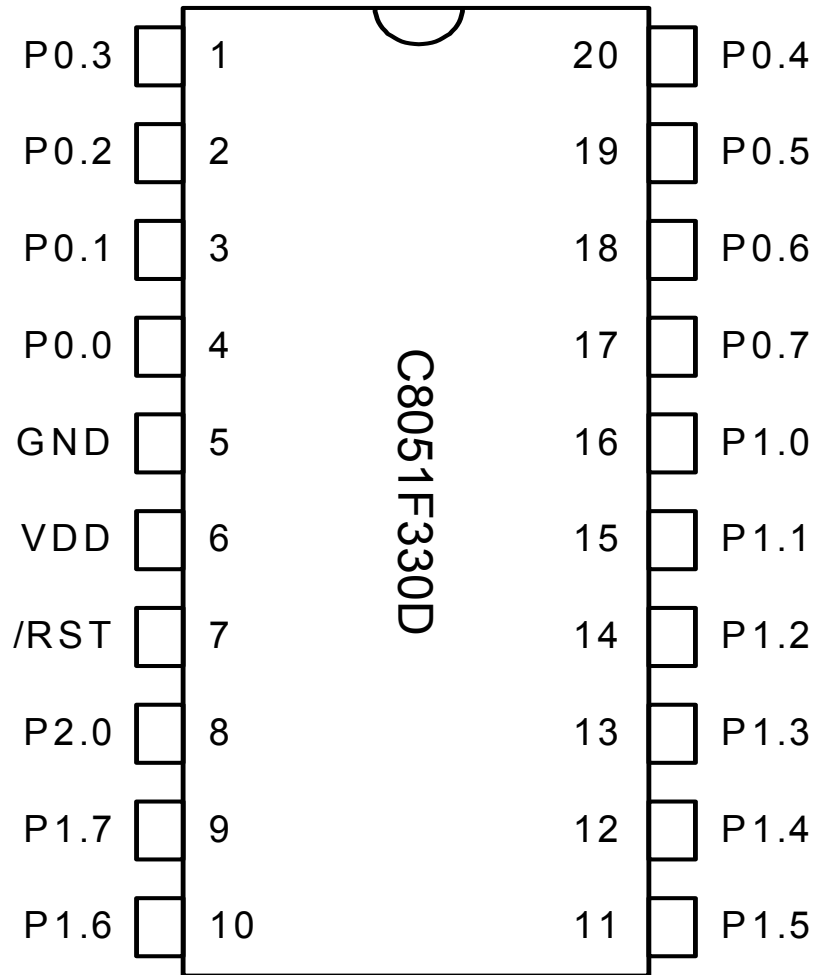 P0.3 1 20 P0.4
P0.2 2 19 P0.5
P0.1 3 18 P0.6
P0.0 4 17 P0.7
GND 5 16 P1.0
VDD 6 15 P1.1
/RST 7 14 P1.2
P2.0 8 13 P1.3
P1.7 9 12 P1.4
P1.6 10 11 P1.5
C8051F330D